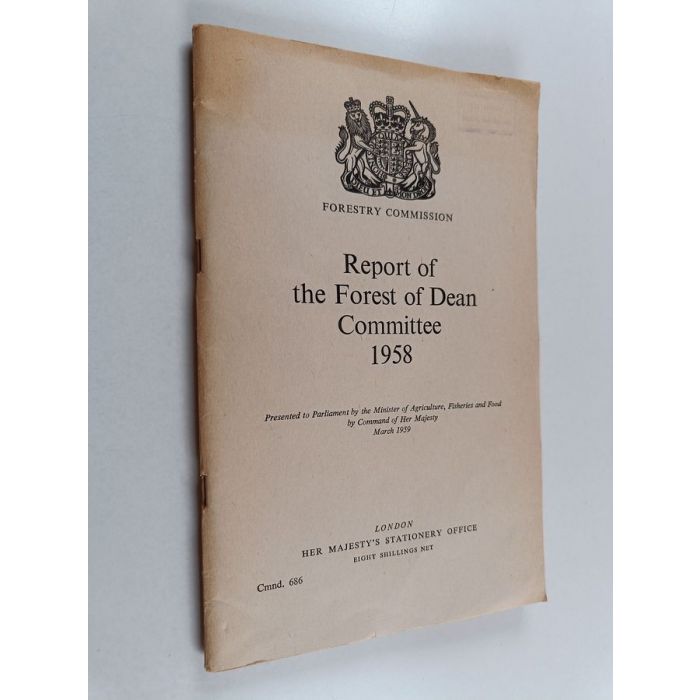 FORESTRY COMMISSION
Report of
the Forest of Dean
Committee
1958
Presented to Parliament by the Minister of Agriculture, Fisheries and Food
by Command of Her Majesty
March 1959
LONDON
HER MAJESTY'S STATIONERY OFFICE
EIGHT SHILLINGS NET
Cmnd. 686